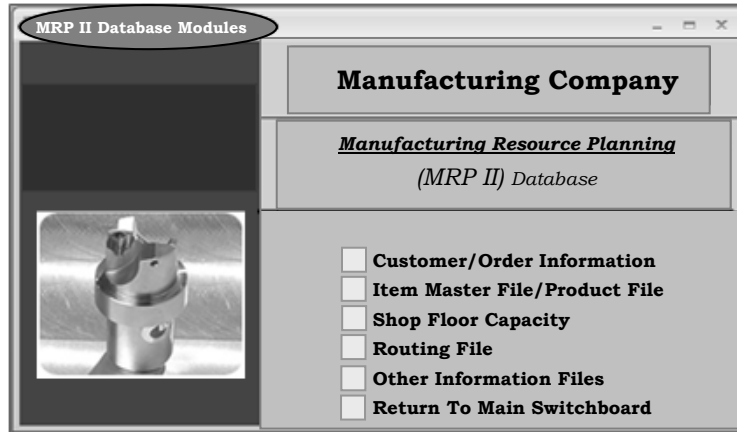 MRP II Database Modules
Manufacturing Company
Manufacturing Resource Planning
(MRP II) Database
Customer/Order Information
Item Master File/Product File
Shop Floor Capacity
Routing File
Other Information Files
Return To Main Switchboard